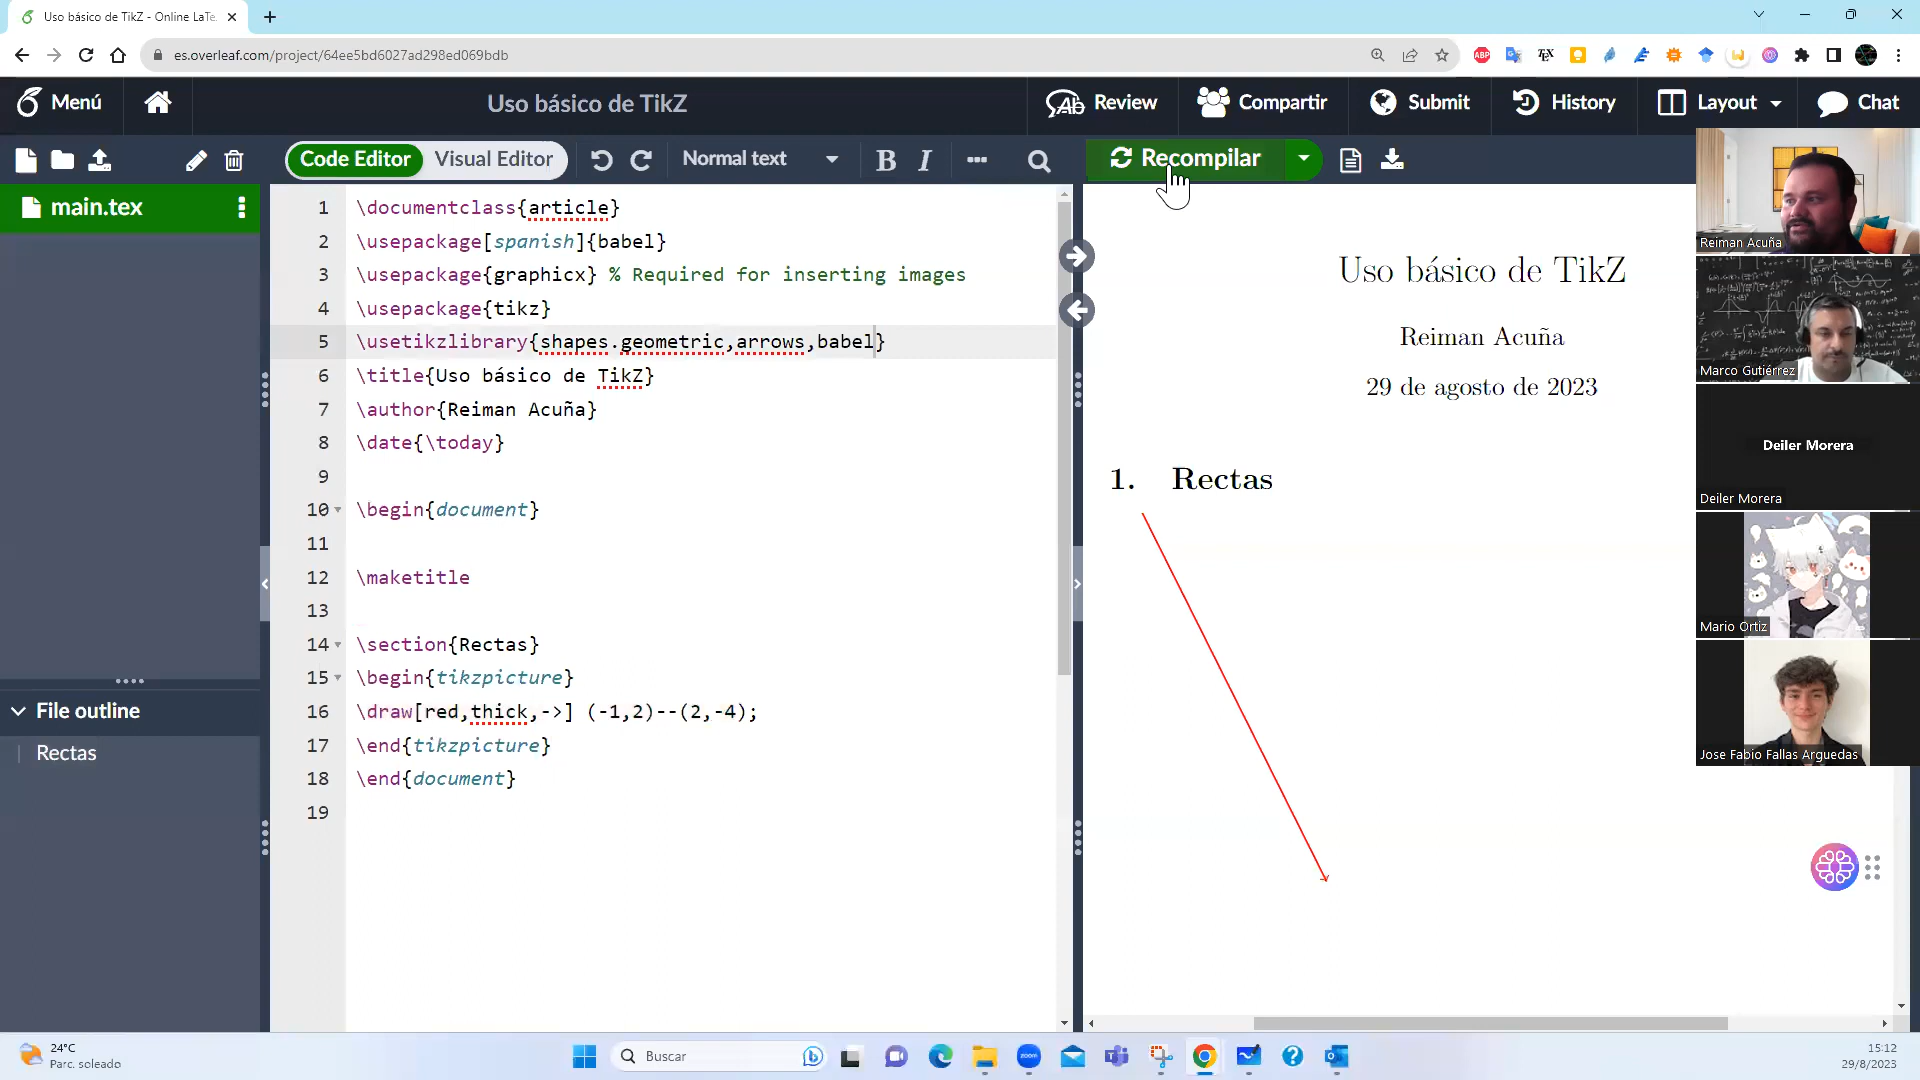 Uso básico de TikZ - Online LaTe
es.overleaf.com/project/64ee5bd6027ad298ed069bdb
ABP
TEX
Menú
Uso básico de TikZ
Review
Compartir
Submit
History
Layout
Chat
Code Editor
Visual Editor
Normal text
B
I
Recompilar
main.tex
1 \documentclass{article}
2 \usepackage[spanish]{babel}
3 \usepackage{graphicx} % Required for inserting images
4 \usepackage{tikz}
5 \usetikzlibrary{shapes.geometric,arrows,babel}
6 \title{Uso básico de TikZ}
7 \author{Reiman Acuña}
8 \date{\today}
9
10 \begin{document}
11
12 \maketitle
13
14 \section{Rectas}
15 \begin{tikzpicture}
16 \draw[red,thick,->] (-1,2)--(2,-4);
17 \end{tikzpicture}
18 \end{document}
19
File outline
Rectas
Uso básico de TikZ
Reiman Acuña
29 de agosto de 2023
1. Rectas
Reiman Acuña
Marco Gutiérrez
Deiler Morera
Deiler Morera
Mario Ortiz
Jose Fabio Fallas Arguedas
24°C
Parc. soleado
Buscar
zoom
15:12
29/8/2023